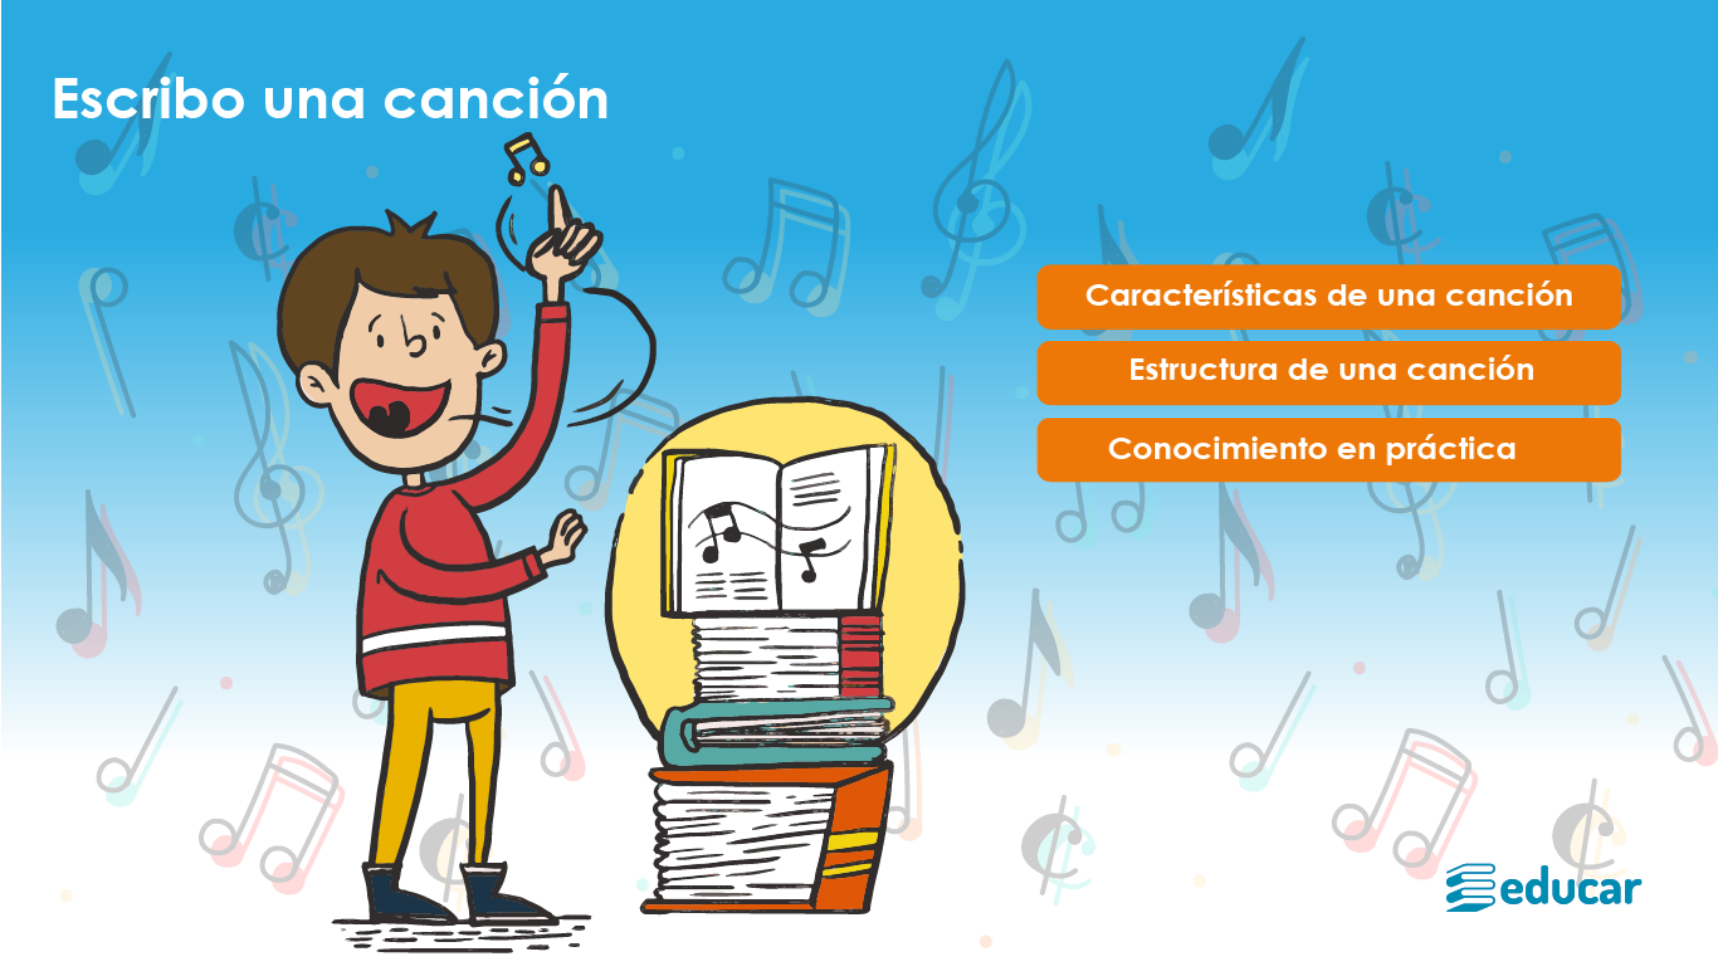 Escribo una canción
Características de una canción
Estructura de una canción
Conocimiento en práctica
educar